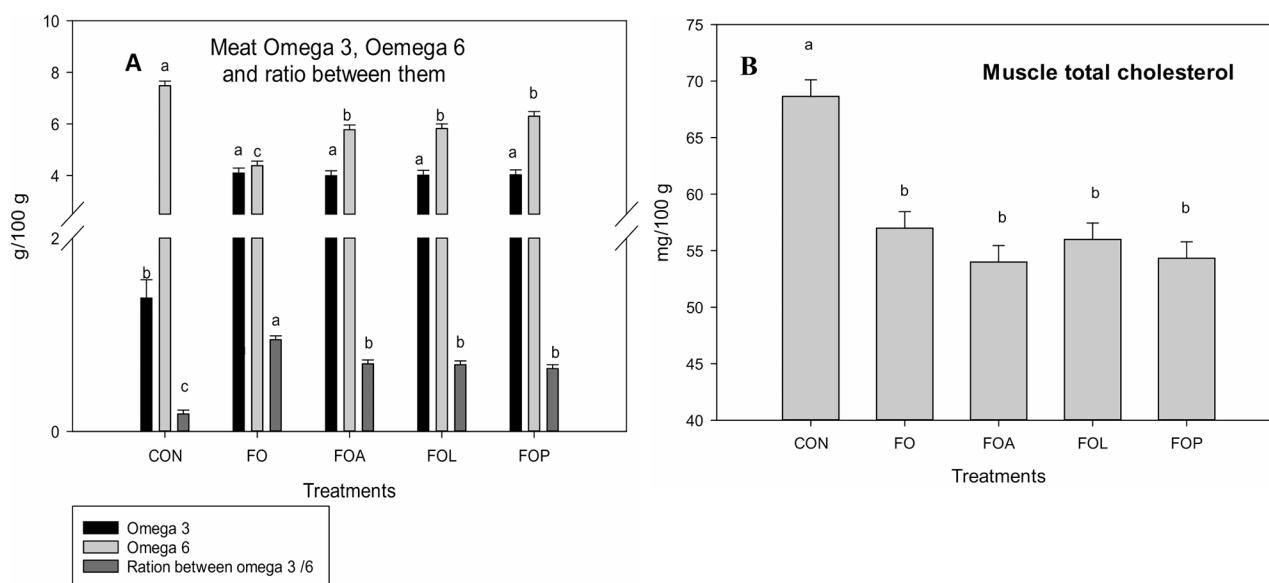 A
Meat Omega 3, Oemega 6
and ratio between them
g/100 g
10
8
6
4
2
0
b
a
c
a
c
a
a
b
b
a
b
b
a
b
b
CON FO FOA FOL FOP
Treatments
Omega 3
Omega 6
Ration between omega 3 /6
B
Muscle total cholesterol
mg/100 g
75
70
65
60
55
50
45
40
a
b
b
b
b
CON FO FOA FOL FOP
Treatments